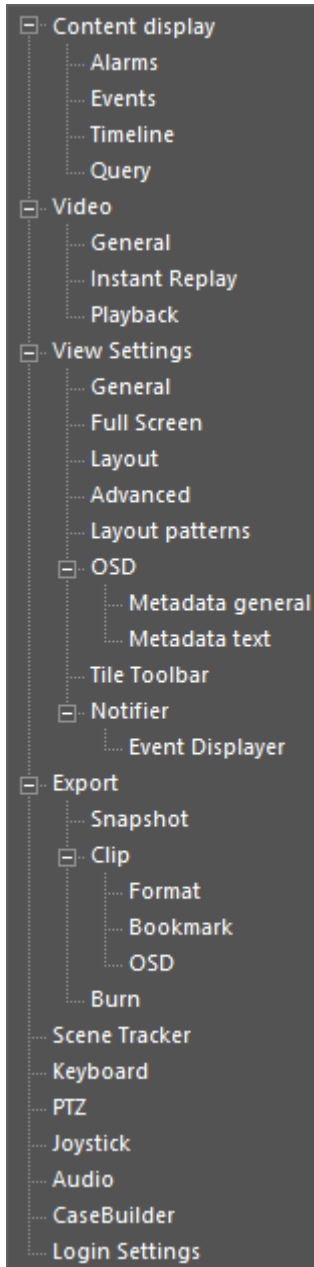 Content display
Alarms
Events
Timeline
Query
Video
General
Instant Replay
Playback
View Settings
General
Full Screen
Layout
Advanced
Layout patterns
OSD
Metadata general
Metadata text
Tile Toolbar
Notifier
Event Displayer
Export
Snapshot
Clip
Format
Bookmark
OSD
Burn
Scene Tracker
Keyboard
PTZ
Joystick
Audio
CaseBuilder
Login Settings